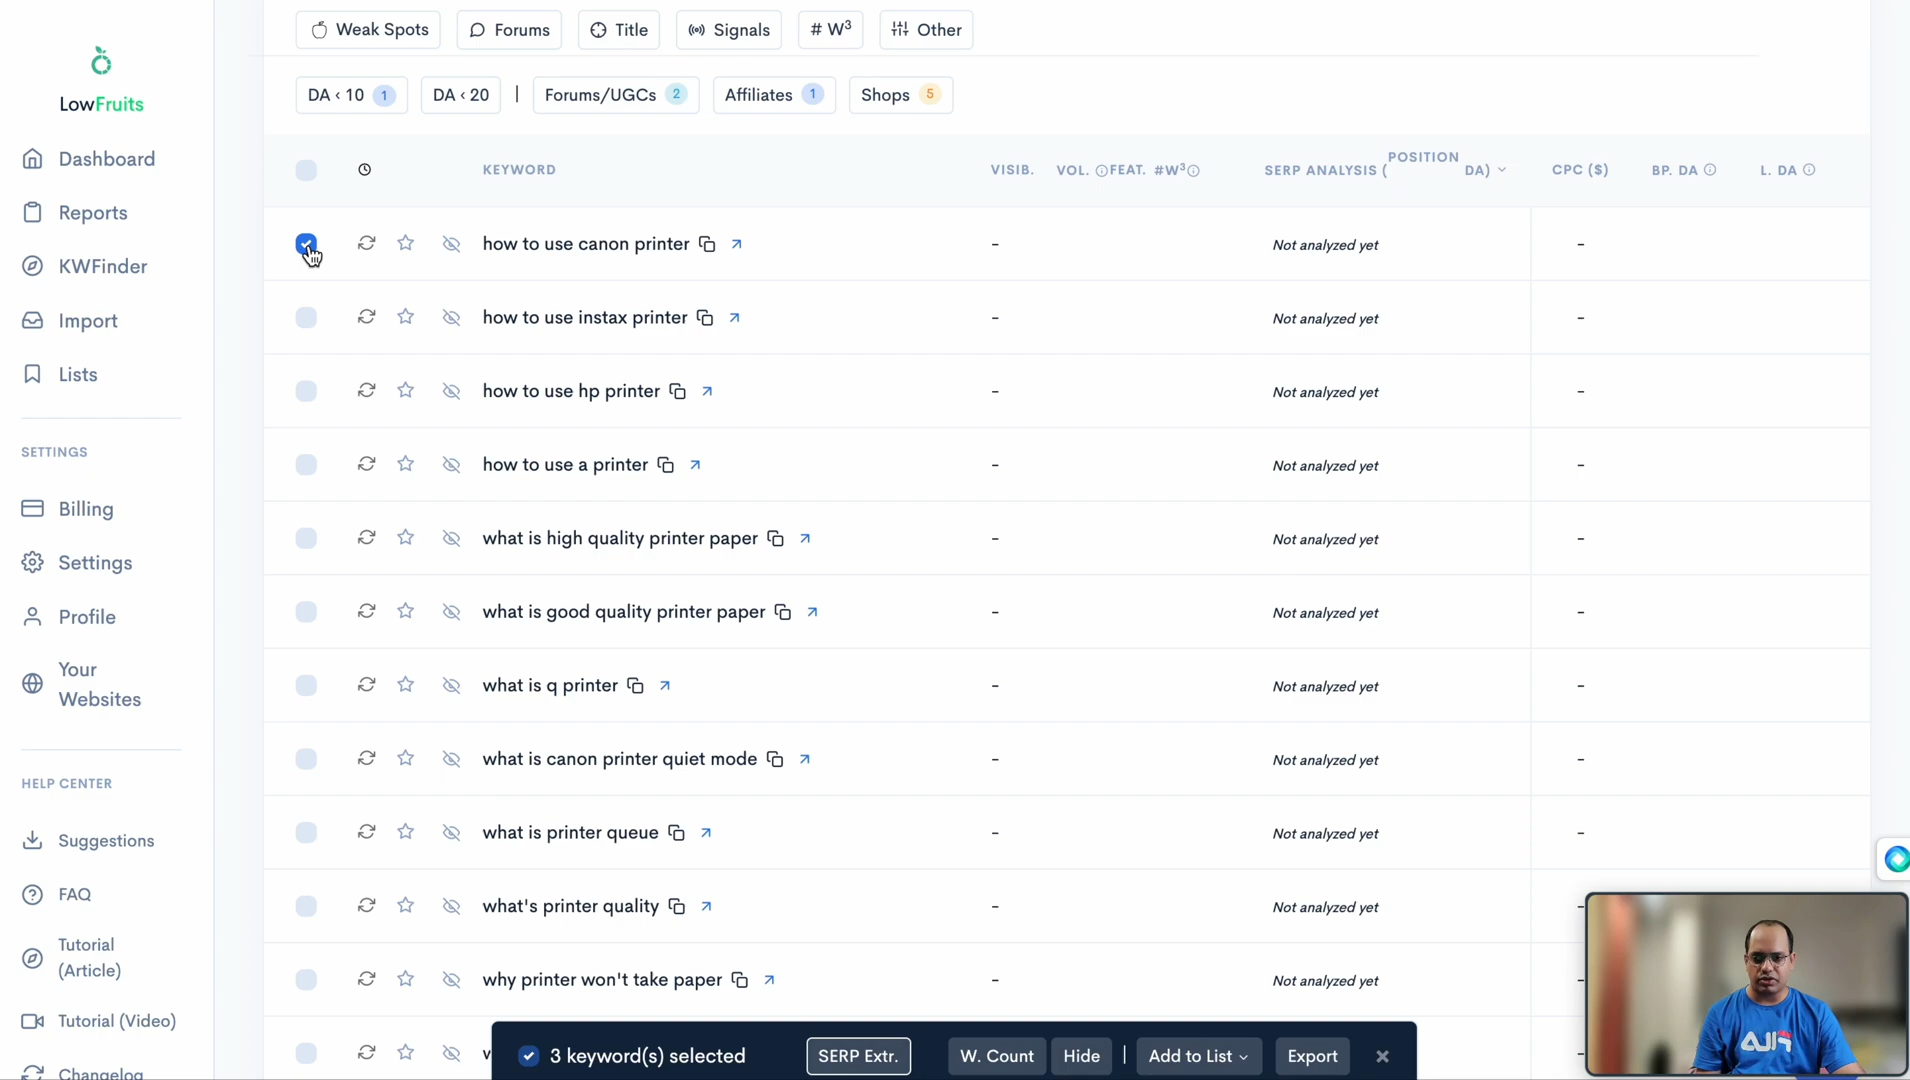 Weak Spots Forums Title Signals # W³ Other
DA < 10 1 DA < 20 | Forums/UGCs 2 Affiliates 1 Shops 5
LowFruits
Dashboard
Reports
KWFinder
Import
Lists
SETTINGS
Billing
Settings
Profile
Your
Websites
HELP CENTER
Suggestions
FAQ
Tutorial
(Article)
Tutorial (Video)
Changelog
KEYWORD VISIB. VOL. FEAT. #W³ SERP ANALYSIS ( POSITION DA) CPC ($) BP. DA L. DA
how to use canon printer – Not analyzed yet –
how to use instax printer – Not analyzed yet –
how to use hp printer – Not analyzed yet –
how to use a printer – Not analyzed yet –
what is high quality printer paper – Not analyzed yet –
what is good quality printer paper – Not analyzed yet –
what is q printer – Not analyzed yet –
what is canon printer quiet mode – Not analyzed yet –
what is printer queue – Not analyzed yet –
what's printer quality – Not analyzed yet –
why printer won't take paper – Not analyzed yet –
3 keyword(s) selected SERP Extr. W. Count Hide | Add to List Export